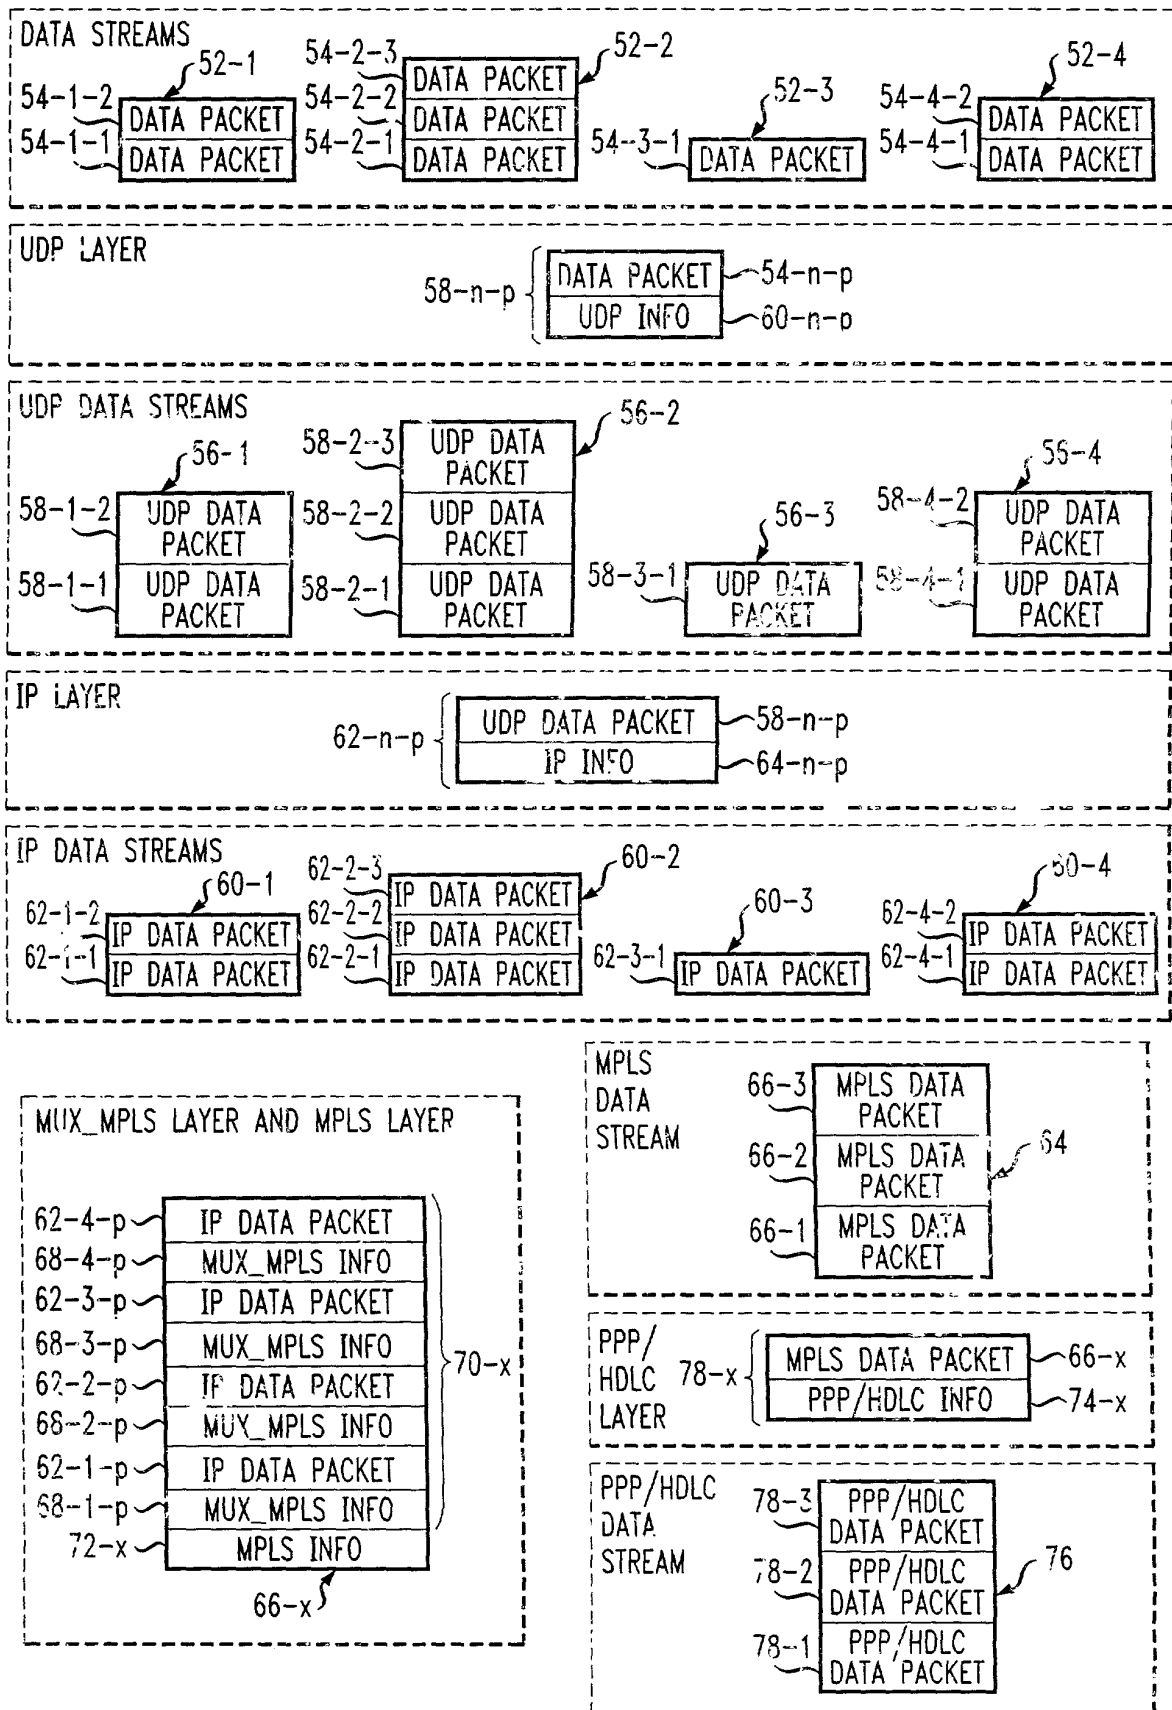 DATA STREAMS
52-1
54-1-2 DATA PACKET
54-1-1 DATA PACKET
52-2
54-2-3 DATA PACKET
54-2-2 DATA PACKET
54-2-1 DATA PACKET
52-3
54-3-1 DATA PACKET
52-4
54-4-2 DATA PACKET
54-4-1 DATA PACKET
UDP LAYER
58-n-p
DATA PACKET 54-n-p
UDP INFO 60-n-p
UDP DATA STREAMS
56-1
58-1-2 UDP DATA
PACKET
58-1-1 UDP DATA
PACKET
56-2
58-2-3 UDP DATA
PACKET
58-2-2 UDP DATA
PACKET
58-2-1 UDP DATA
PACKET
56-3
58-3-1 UDP DATA
PACKET
56-4
58-4-2 UDP DATA
PACKET
58-4-1 UDP DATA
PACKET
IP LAYER
62-n-p
UDP DATA PACKET 58-n-p
IP INFO 64-n-p
IP DATA STREAMS
60-1
62-1-2 IP DATA PACKET
62-1-1 IP DATA PACKET
60-2
62-2-3 IP DATA PACKET
62-2-2 IP DATA PACKET
62-2-1 IP DATA PACKET
60-3
62-3-1 IP DATA PACKET
60-4
62-4-2 IP DATA PACKET
62-4-1 IP DATA PACKET
MUX_MPLS LAYER AND MPLS LAYER
62-4-p IP DATA PACKET
68-4-p MUX_MPLS INFO
62-3-p IP DATA PACKET
68-3-p MUX_MPLS INFO
62-2-p IP DATA PACKET
68-2-p MUX_MPLS INFO
62-1-p IP DATA PACKET
68-1-p MUX_MPLS INFO
72-x MPLS INFO
70-x
66-x
MPLS
DATA
STREAM
66-3 MPLS DATA
PACKET
66-2 MPLS DATA
PACKET
66-1 MPLS DATA
PACKET
64
PPP/
HDLC
LAYER
78-x
MPLS DATA PACKET 66-x
PPP/HDLC INFO 74-x
PPP/HDLC
DATA
STREAM
78-3 PPP/HDLC
DATA PACKET
78-2 PPP/HDLC
DATA PACKET
78-1 PPP/HDLC
DATA PACKET
76